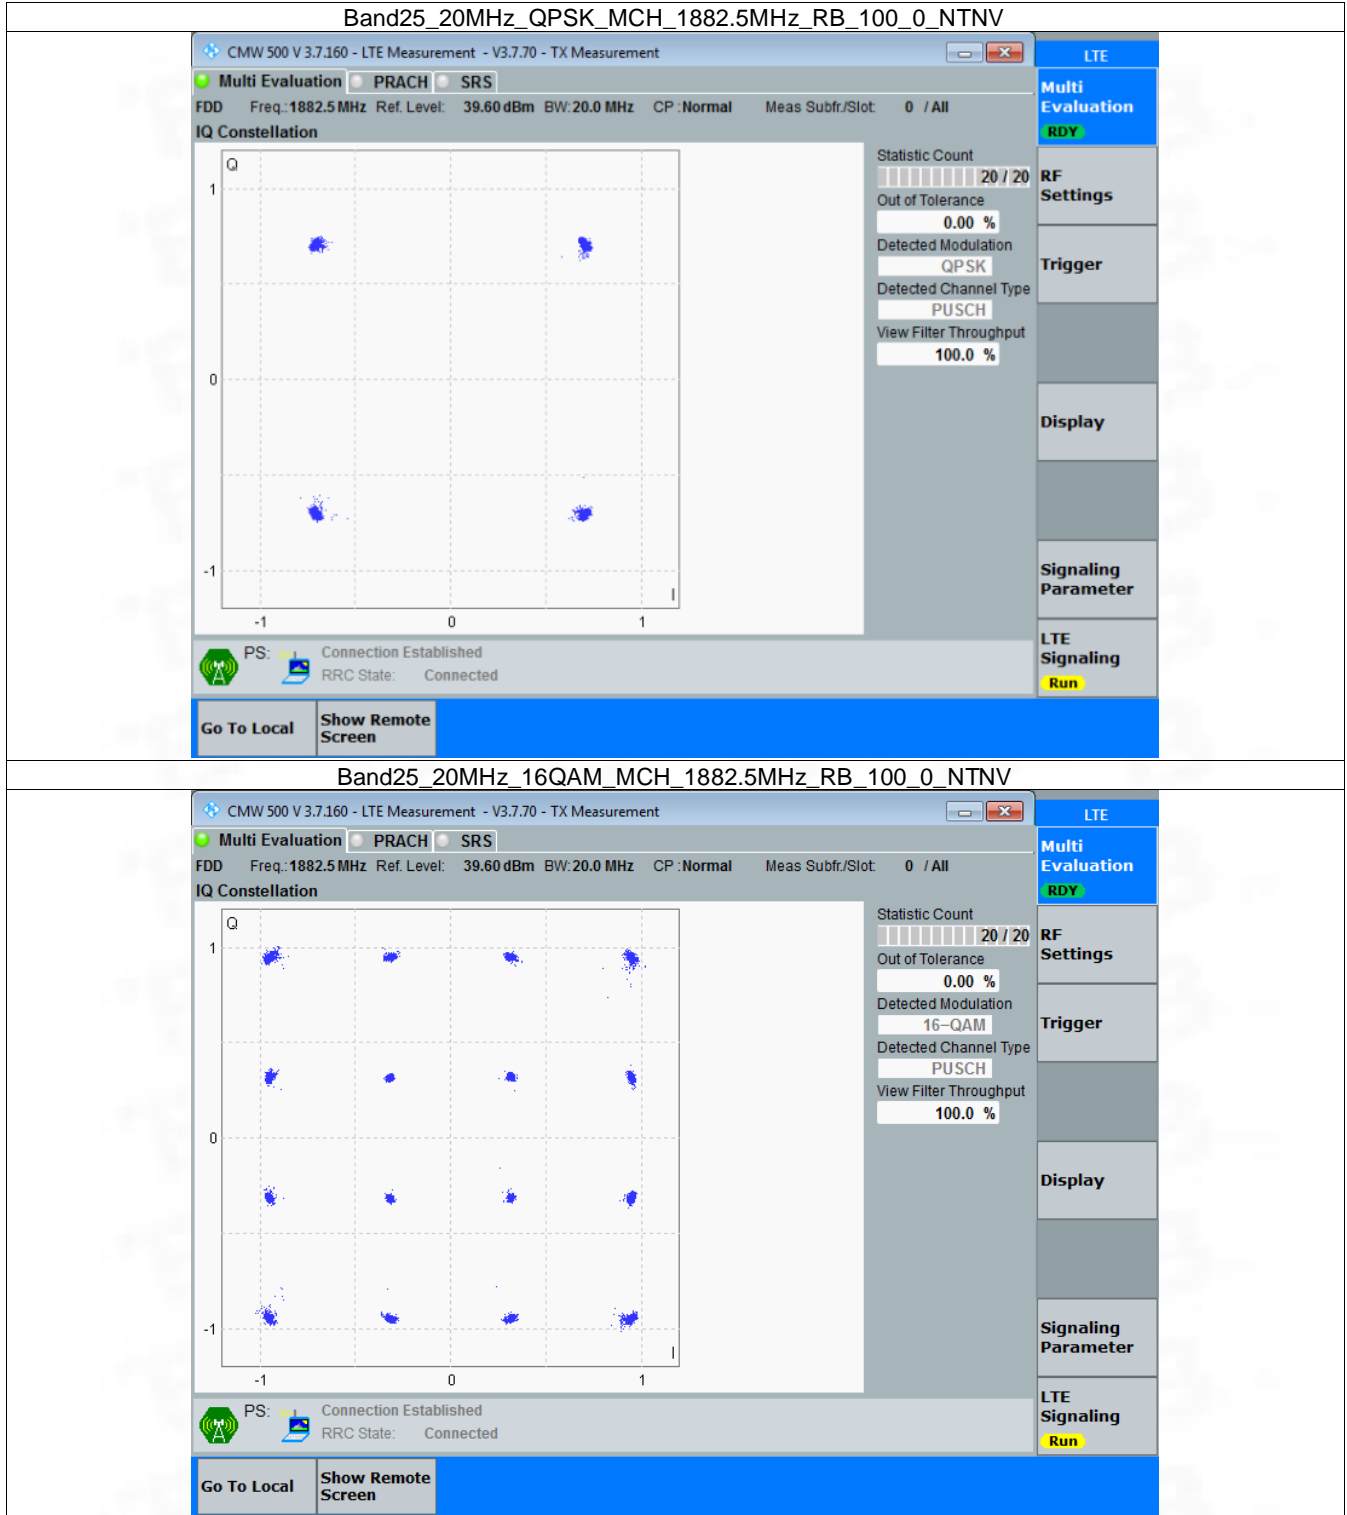 Band25_20MHz_QPSK_MCH_1882.5MHz_RB_100_0_NTNV
CMW 500 V 3.7.160 - LTE Measurement - V3.7.70 - TX Measurement
LTE
Multi Evaluation PRACH SRS
FDD Freq.: 1882.5 MHz Ref. Level: 39.60 dBm BW: 20.0 MHz CP : Normal Meas Subfr./Slot: 0 / All
IQ Constellation
Q
1
0
-1
I
-1 0 1
Statistic Count
20 / 20
Out of Tolerance
0.00 %
Detected Modulation
QPSK
Detected Channel Type
PUSCH
View Filter Throughput
100.0 %
Multi
Evaluation
RDY
RF
Settings
Trigger
Display
Signaling
Parameter
LTE
Signaling
Run
PS: Connection Established
RRC State: Connected
Go To Local
Show Remote
Screen
Band25_20MHz_16QAM_MCH_1882.5MHz_RB_100_0_NTNV
CMW 500 V 3.7.160 - LTE Measurement - V3.7.70 - TX Measurement
LTE
Multi Evaluation PRACH SRS
FDD Freq.: 1882.5 MHz Ref. Level: 39.60 dBm BW: 20.0 MHz CP : Normal Meas Subfr./Slot: 0 / All
IQ Constellation
Q
1
0
-1
I
-1 0 1
Statistic Count
20 / 20
Out of Tolerance
0.00 %
Detected Modulation
16-QAM
Detected Channel Type
PUSCH
View Filter Throughput
100.0 %
Multi
Evaluation
RDY
RF
Settings
Trigger
Display
Signaling
Parameter
LTE
Signaling
Run
PS: Connection Established
RRC State: Connected
Go To Local
Show Remote
Screen